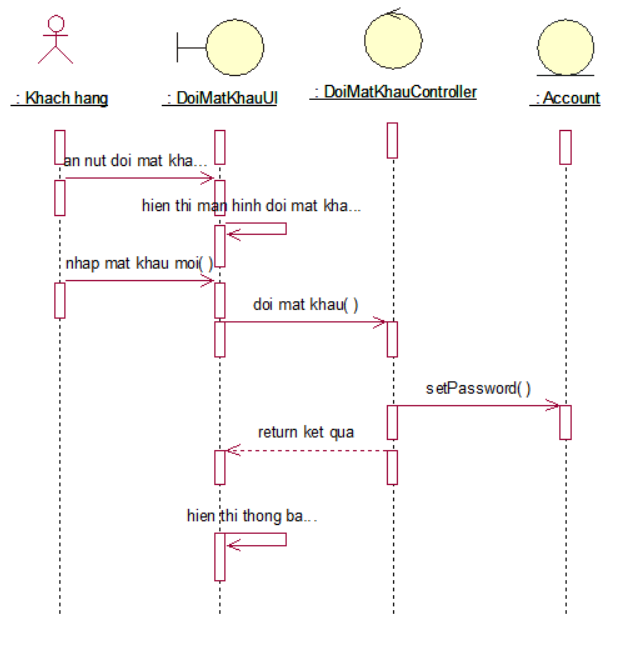 : Khach hang
: DoiMatKhauUI
: DoiMatKhauController
: Account
an nut doi mat kha...
hien thi man hinh doi mat kha...
nhap mat khau moi( )
doi mat khau( )
setPassword( )
return ket qua
hien thi thong ba...